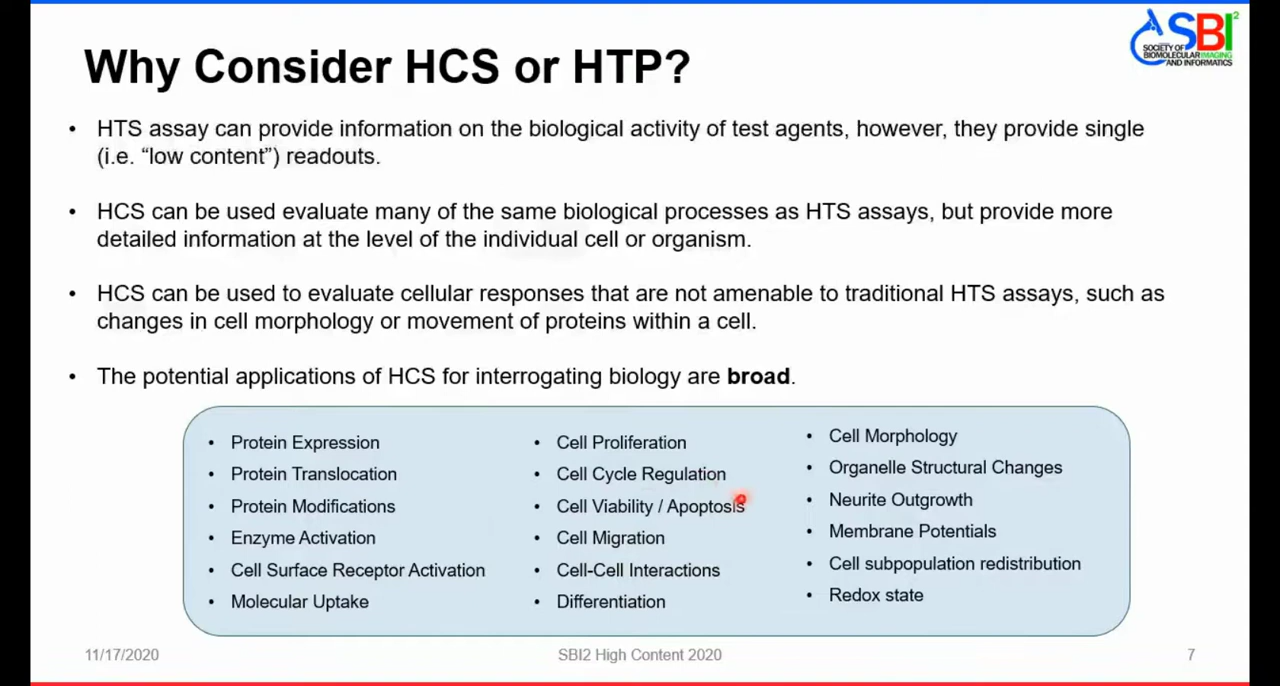 SBI²
SOCIETY OF
BIOMOLECULAR IMAGING
AND INFORMATICS
Why Consider HCS or HTP?
• HTS assay can provide information on the biological activity of test agents, however, they provide single
(i.e. “low content”) readouts.
• HCS can be used evaluate many of the same biological processes as HTS assays, but provide more
detailed information at the level of the individual cell or organism.
• HCS can be used to evaluate cellular responses that are not amenable to traditional HTS assays, such as
changes in cell morphology or movement of proteins within a cell.
• The potential applications of HCS for interrogating biology are broad.
• Protein Expression
• Protein Translocation
• Protein Modifications
• Enzyme Activation
• Cell Surface Receptor Activation
• Molecular Uptake
• Cell Proliferation
• Cell Cycle Regulation
• Cell Viability / Apoptosis
• Cell Migration
• Cell-Cell Interactions
• Differentiation
• Cell Morphology
• Organelle Structural Changes
• Neurite Outgrowth
• Membrane Potentials
• Cell subpopulation redistribution
• Redox state
11/17/2020
SBI2 High Content 2020
7